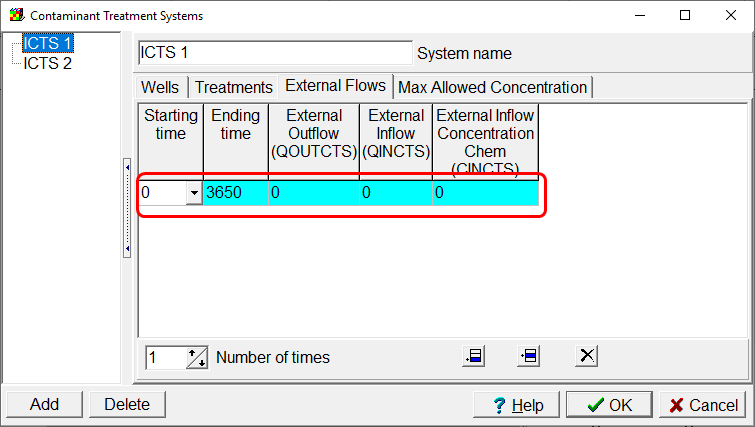 Contaminant Treatment Systems
ICTS 1
ICTS 2
ICTS 1 System name
Wells Treatments External Flows Max Allowed Concentration
Starting time
Ending time
External Outflow (QOUTCTS)
External Inflow (QINCTS)
External Inflow Concentration Chem (CINCTS)
0 3650 0 0 0
1 Number of times
Add Delete ? Help OK Cancel